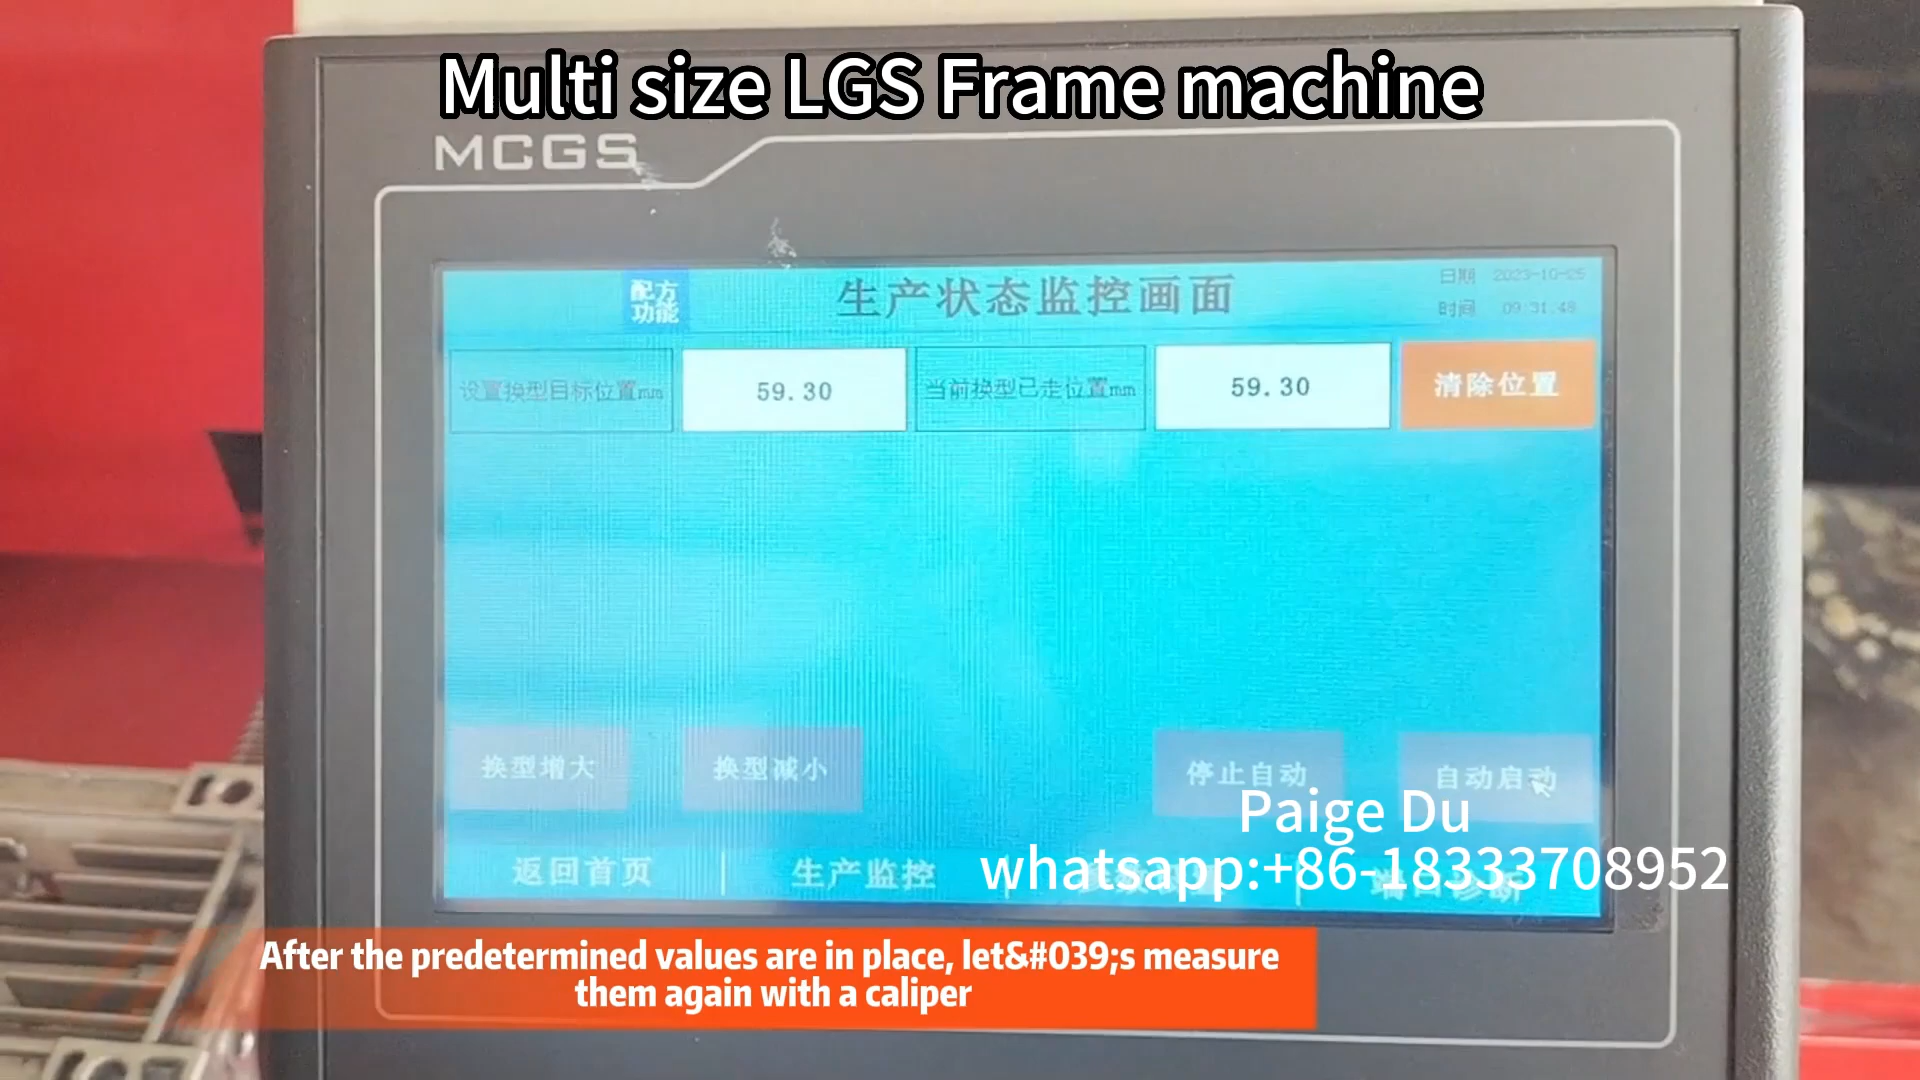 Multi size LGS Frame machine
MCGS
配方
功能
生产状态监控画面
日期 2023-10-25
时间 09:31:48
设置换型目标位置mm
59.30
当前换型已走位置mm
59.30
清除位置
换型增大
换型减小
停止自动
自动启动
Paige Du
whatsapp:+86-18333708952
返回首页
生产监控
After the predetermined values are in place, let&#039;s measure
them again with a caliper